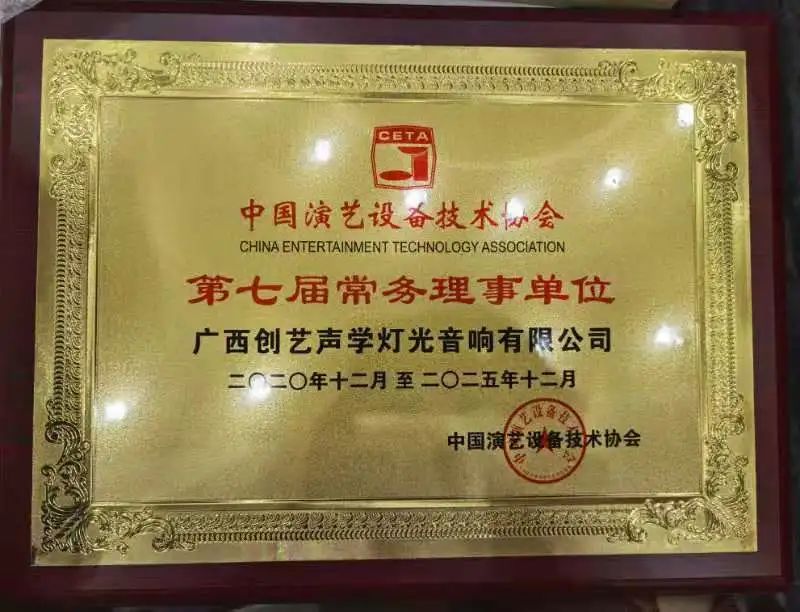 CETA
中国演艺设备技术协会
CHINA ENTERTAINMENT TECHNOLOGY ASSOCIATION
第七届常务理事单位
广西创艺声学灯光音响有限公司
二〇二〇年十二月 至 二〇二五年十二月
中国演艺设备技术协会